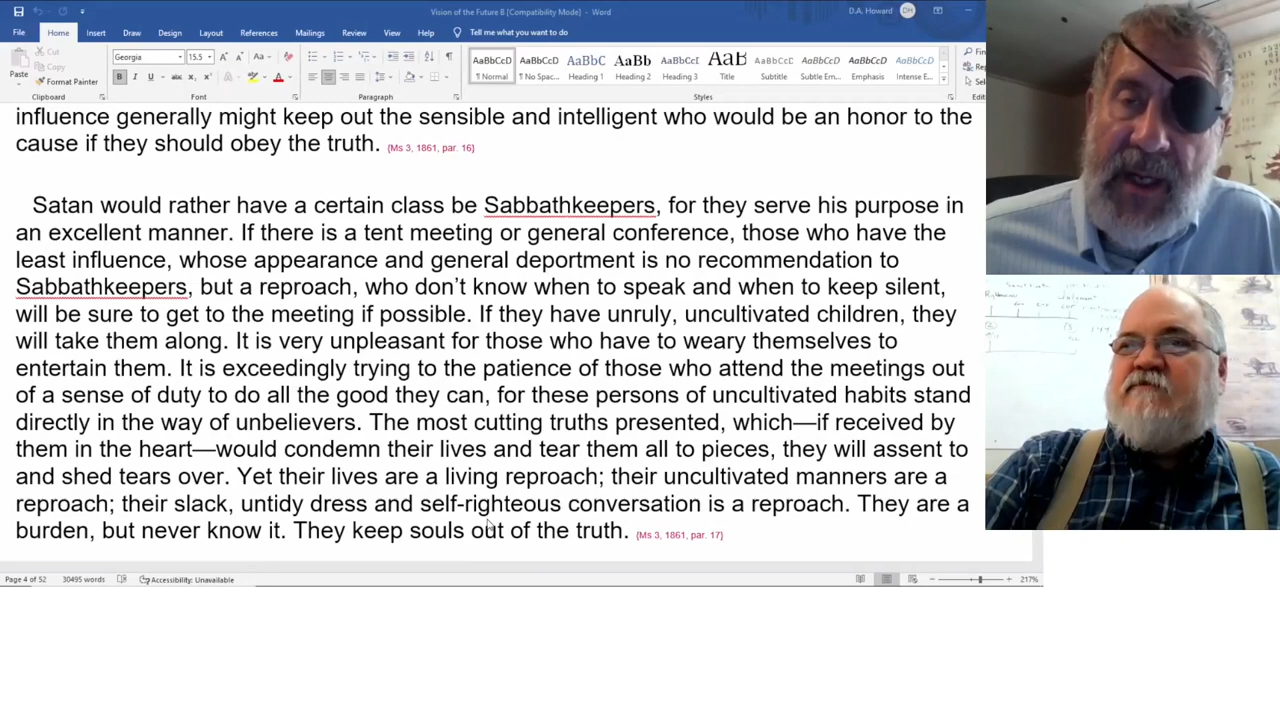 Vision of the Future B [Compatibility Mode] - Word
D.A. Howard DH
File Home Insert Draw Design Layout References Mailings Review View Help Tell me what you want to do
Cut
Copy
Paste
Format Painter
Clipboard
Georgia 15.5
Font
Paragraph
AaBbCcD AaBbCcD AaBbC AaBb AaBbCcD AaB AaBbCcD AaBbCcD AaBbCcD AaBbCcD
¶ Normal ¶ No Spac... Heading 1 Heading 2 Heading 3 Title Subtitle Subtle Em... Emphasis Intense E...
Styles
influence generally might keep out the sensible and intelligent who would be an honor to the
cause if they should obey the truth. {Ms 3, 1861, par. 16}
Satan would rather have a certain class be Sabbathkeepers, for they serve his purpose in
an excellent manner. If there is a tent meeting or general conference, those who have the
least influence, whose appearance and general deportment is no recommendation to
Sabbathkeepers, but a reproach, who don’t know when to speak and when to keep silent,
will be sure to get to the meeting if possible. If they have unruly, uncultivated children, they
will take them along. It is very unpleasant for those who have to weary themselves to
entertain them. It is exceedingly trying to the patience of those who attend the meetings out
of a sense of duty to do all the good they can, for these persons of uncultivated habits stand
directly in the way of unbelievers. The most cutting truths presented, which—if received by
them in the heart—would condemn their lives and tear them all to pieces, they will assent to
and shed tears over. Yet their lives are a living reproach; their uncultivated manners are a
reproach; their slack, untidy dress and self-righteous conversation is a reproach. They are a
burden, but never know it. They keep souls out of the truth. {Ms 3, 1861, par. 17}
Page 4 of 52 30495 words Accessibility: Unavailable 217%